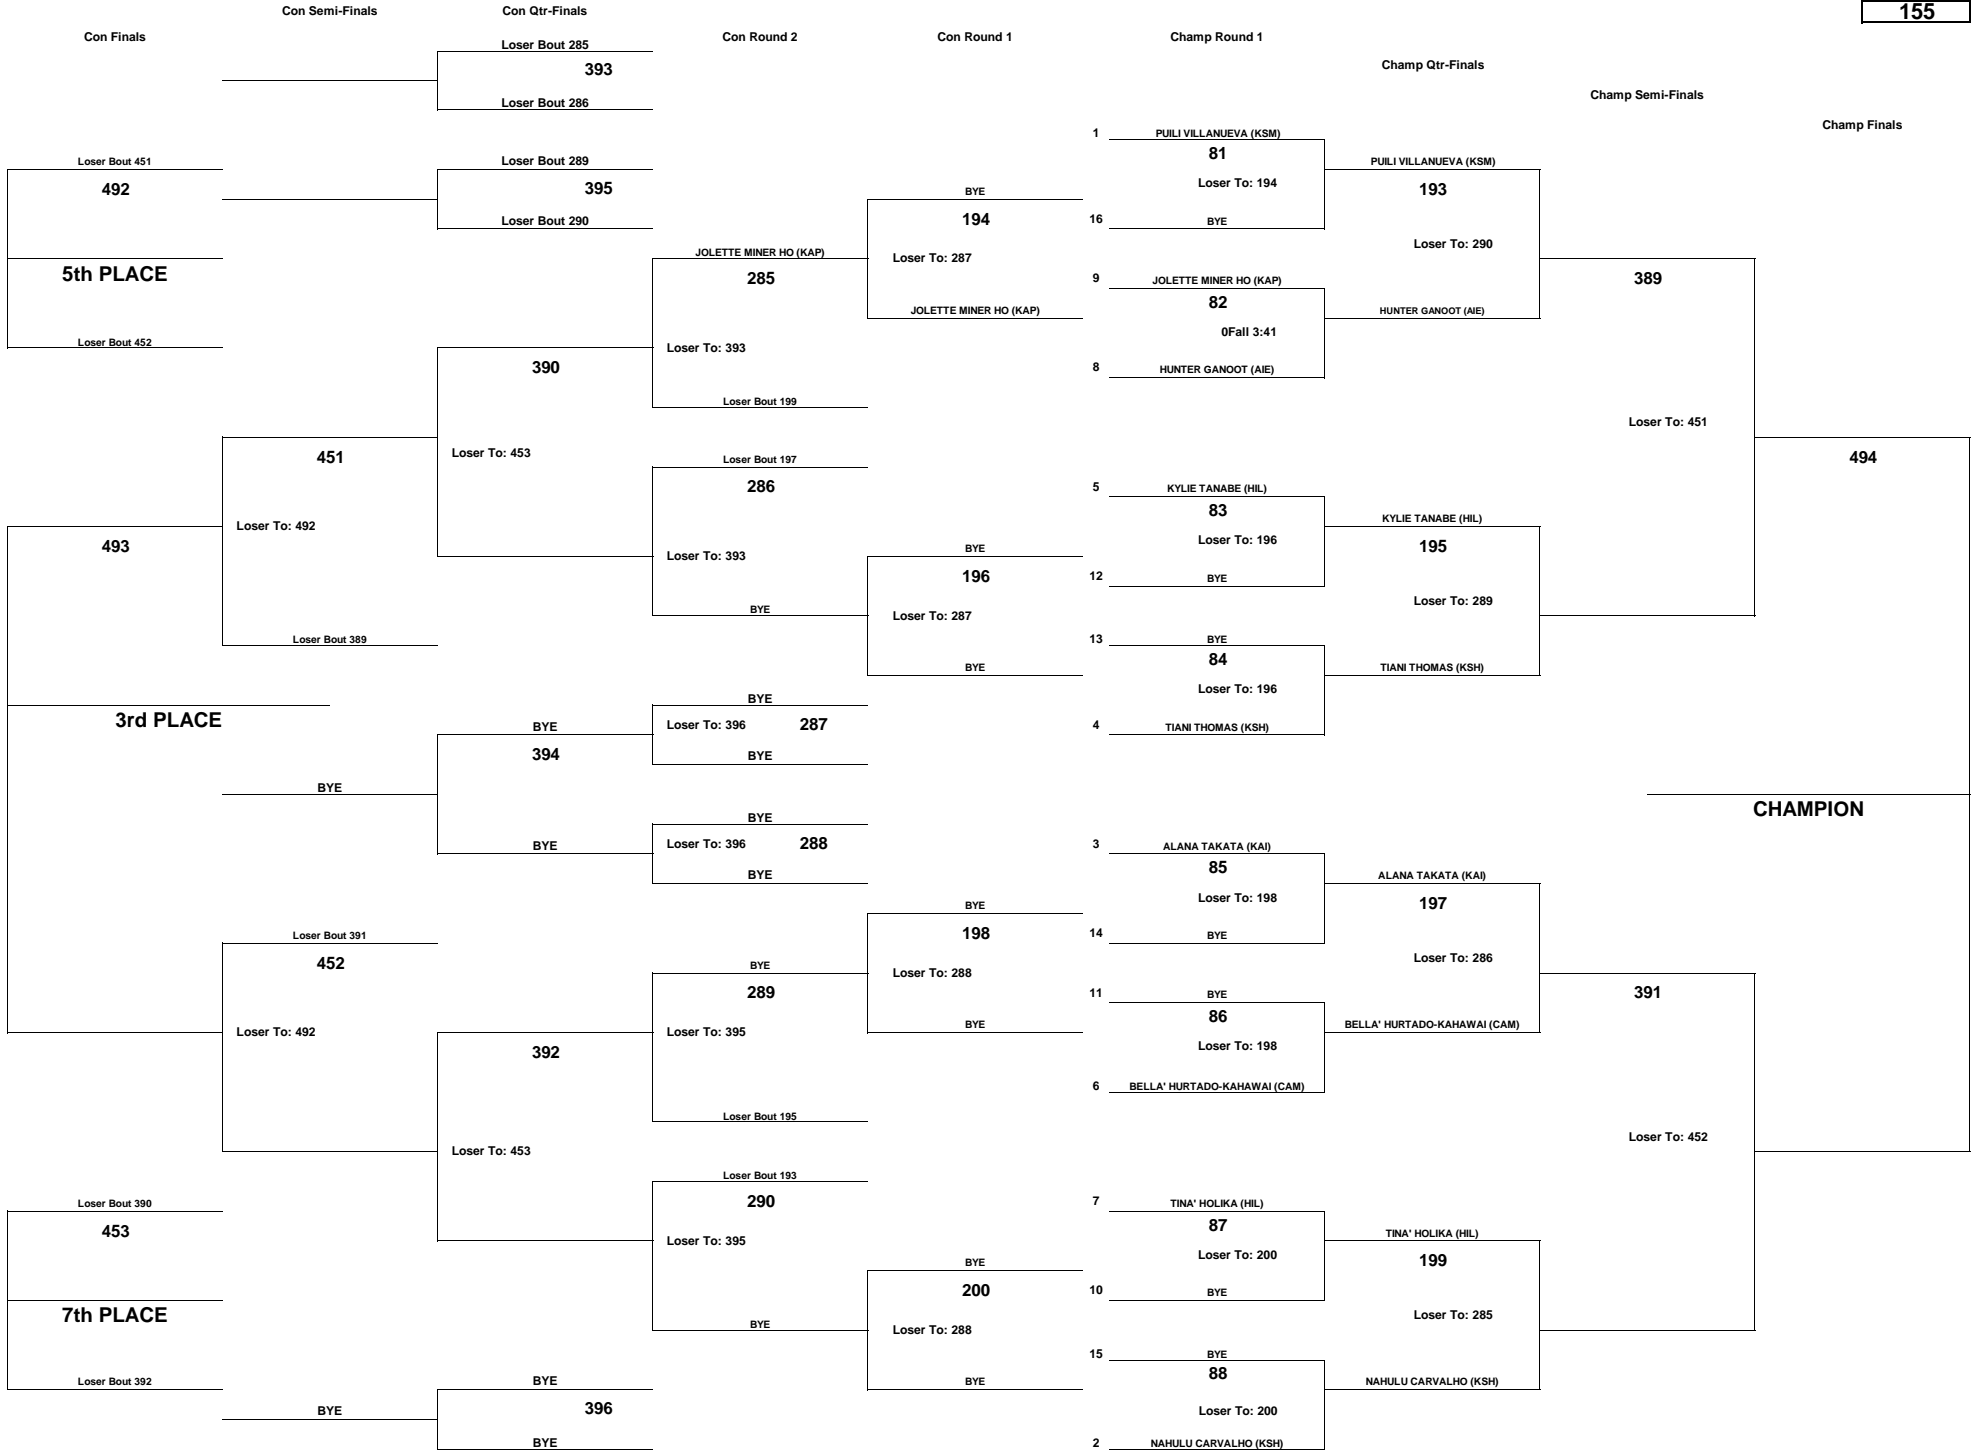 155
Con Semi-Finals
Con Qtr-Finals
Con Finals
Con Round 2
Con Round 1
Champ Round 1
Champ Qtr-Finals
Champ Semi-Finals
Champ Finals
Loser Bout 285
393
Loser Bout 286
Loser Bout 289
395
Loser Bout 290
Loser Bout 451
492
5th PLACE
Loser Bout 452
493
3rd PLACE
Loser Bout 390
453
7th PLACE
Loser Bout 392
451
Loser To: 492
Loser Bout 389
BYE
Loser Bout 391
452
Loser To: 492
BYE
390
Loser To: 453
BYE
394
BYE
392
Loser To: 453
BYE
396
BYE
JOLETTE MINER HO (KAP)
285
Loser To: 393
Loser Bout 199
Loser Bout 197
286
Loser To: 393
BYE
BYE
Loser To: 396 287
BYE
BYE
Loser To: 396 288
BYE
BYE
289
Loser To: 395
Loser Bout 195
Loser Bout 193
290
Loser To: 395
BYE
BYE
194
Loser To: 287
JOLETTE MINER HO (KAP)
BYE
196
Loser To: 287
BYE
BYE
198
Loser To: 288
BYE
BYE
200
Loser To: 288
BYE
1 PUILI VILLANUEVA (KSM)
81
Loser To: 194
16 BYE
9 JOLETTE MINER HO (KAP)
82
0Fall 3:41
8 HUNTER GANOOT (AIE)
5 KYLIE TANABE (HIL)
83
Loser To: 196
12 BYE
13 BYE
84
Loser To: 196
4 TIANI THOMAS (KSH)
3 ALANA TAKATA (KAI)
85
Loser To: 198
14 BYE
11 BYE
86
Loser To: 198
6 BELLA' HURTADO-KAHAWAI (CAM)
7 TINA' HOLIKA (HIL)
87
Loser To: 200
10 BYE
15 BYE
88
Loser To: 200
2 NAHULU CARVALHO (KSH)
PUILI VILLANUEVA (KSM)
193
Loser To: 290
HUNTER GANOOT (AIE)
KYLIE TANABE (HIL)
195
Loser To: 289
TIANI THOMAS (KSH)
ALANA TAKATA (KAI)
197
Loser To: 286
BELLA' HURTADO-KAHAWAI (CAM)
TINA' HOLIKA (HIL)
199
Loser To: 285
NAHULU CARVALHO (KSH)
389
Loser To: 451
391
Loser To: 452
494
CHAMPION